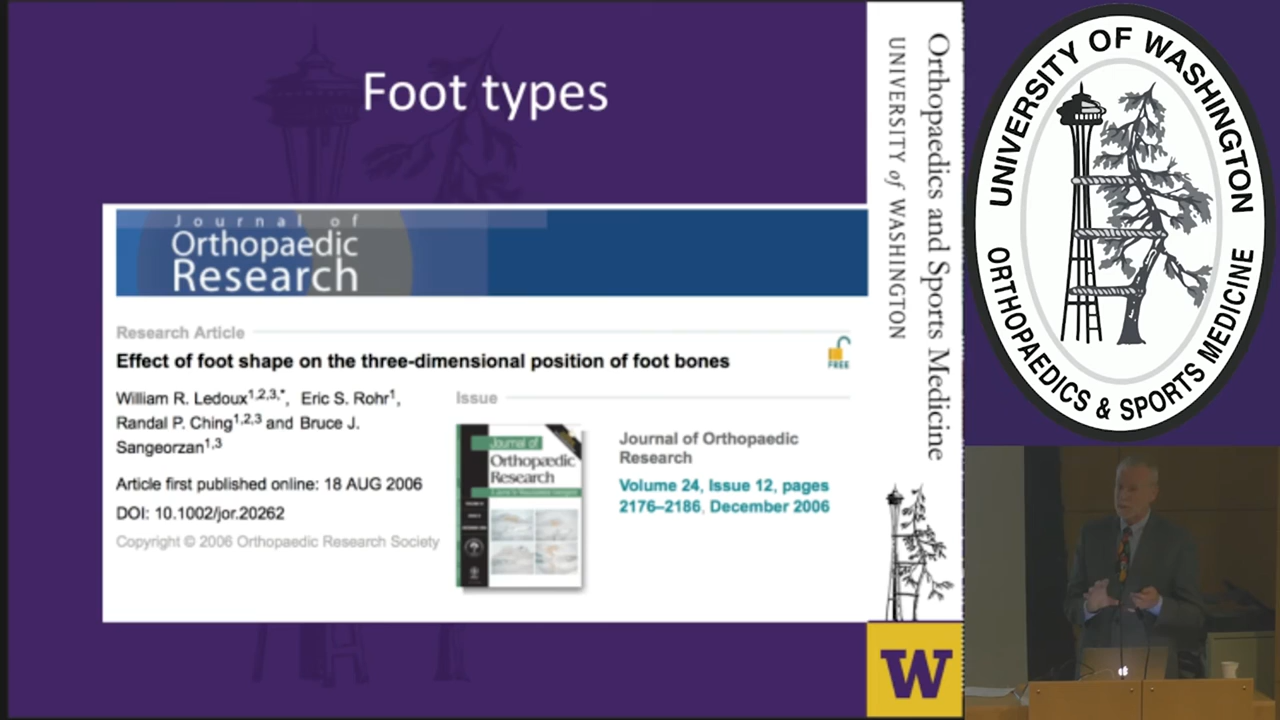 Foot types
Journal of
Orthopaedic
Research
Research Article
Effect of foot shape on the three-dimensional position of foot bones
FREE
William R. Ledoux1,2,3,*, Eric S. Rohr1,
Randal P. Ching1,2,3 and Bruce J.
Sangeorzan1,3
Article first published online: 18 AUG 2006
DOI: 10.1002/jor.20262
Copyright © 2006 Orthopaedic Research Society
Issue
Journal of
Orthopædic
Research
Journal of Orthopaedic
Research
Volume 24, Issue 12, pages
2176–2186, December 2006
Orthopaedics and Sports Medicine
UNIVERSITY of WASHINGTON
W
UNIVERSITY OF WASHINGTON
ORTHOPAEDICS & SPORTS MEDICINE